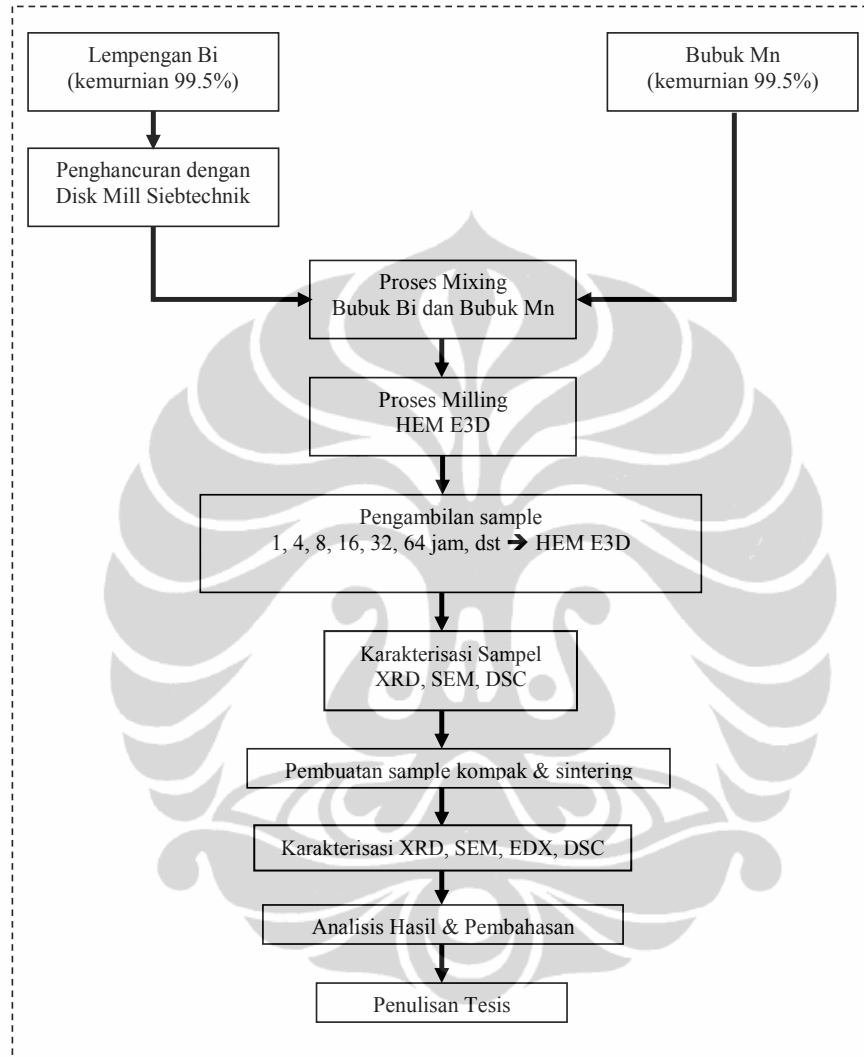 Lempengan Bi
(kemurnian 99.5%)
Bubuk Mn
(kemurnian 99.5%)
Penghancuran dengan
Disk Mill Siebtechnik
Proses Mixing
Bubuk Bi dan Bubuk Mn
Proses Milling
HEM E3D
Pengambilan sample
1, 4, 8, 16, 32, 64 jam, dst ➔ HEM E3D
Karakterisasi Sampel
XRD, SEM, DSC
Pembuatan sample kompak & sintering
Karakterisasi XRD, SEM, EDX, DSC
Analisis Hasil & Pembahasan
Penulisan Tesis